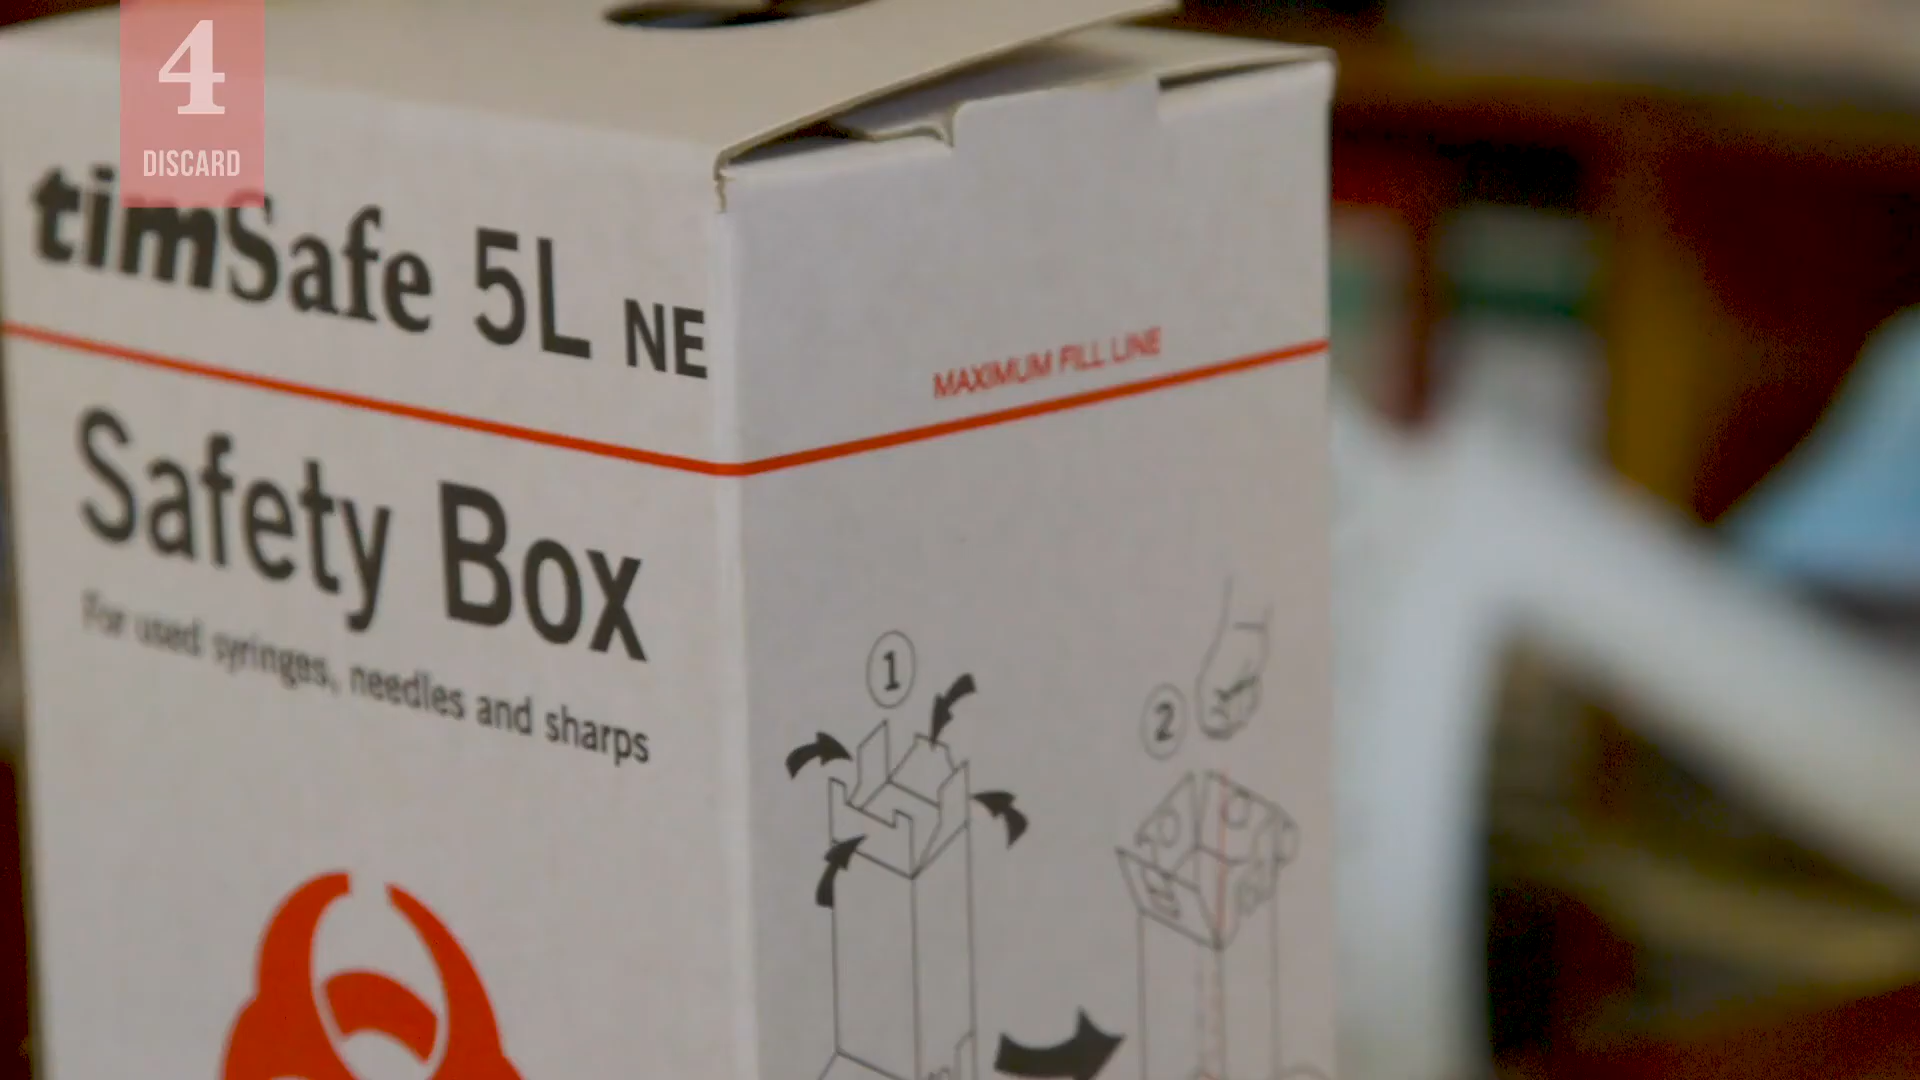 4
DISCARD
timSafe 5L NE
Safety Box
For used syringes, needles and sharps
MAXIMUM FILL LINE
1
2